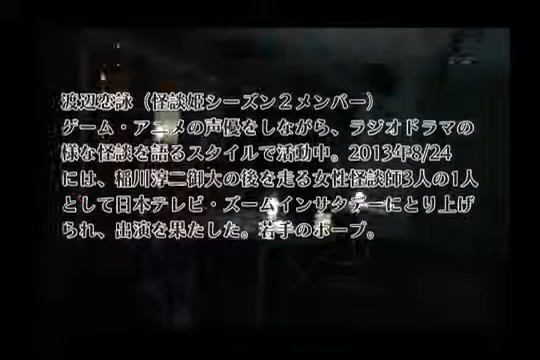 渡辺恋詠（怪談姫シーズン２メンバー）
ゲーム・アニメの声優をしながら、ラジオドラマの
様な怪談を語るスタイルで活動中。2013年8/24
には、稲川淳二御大の後を走る女性怪談師3人の1人
として日本テレビ・ズームインサタデーにとり上げ
られ、出演を果たした。若手のホープ。